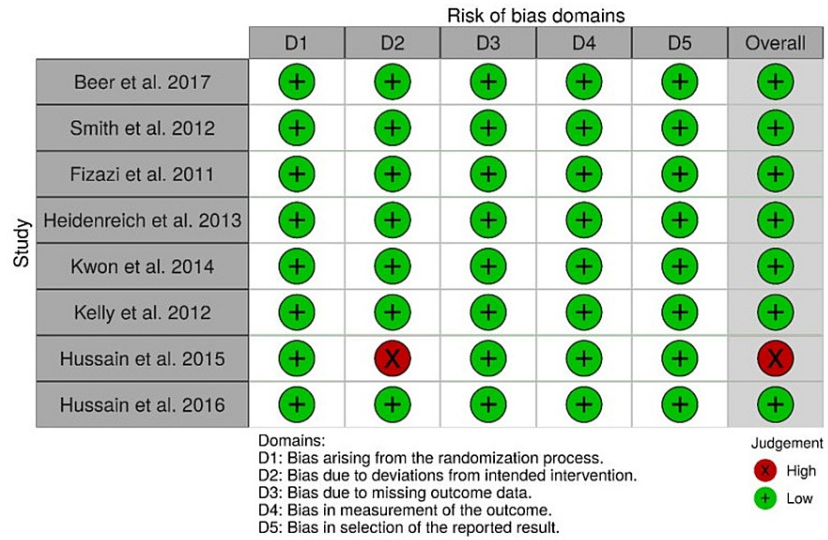 Risk of bias domains
D1 D2 D3 D4 D5 Overall
Study
Beer et al. 2017 + + + + + +
Smith et al. 2012 + + + + + +
Fizazi et al. 2011 + + + + + +
Heidenreich et al. 2013 + + + + + +
Kwon et al. 2014 + + + + + +
Kelly et al. 2012 + + + + + +
Hussain et al. 2015 + X + + + X
Hussain et al. 2016 + + + + + +
Domains:
D1: Bias arising from the randomization process.
D2: Bias due to deviations from intended intervention.
D3: Bias due to missing outcome data.
D4: Bias in measurement of the outcome.
D5: Bias in selection of the reported result.
Judgement
X High
+ Low